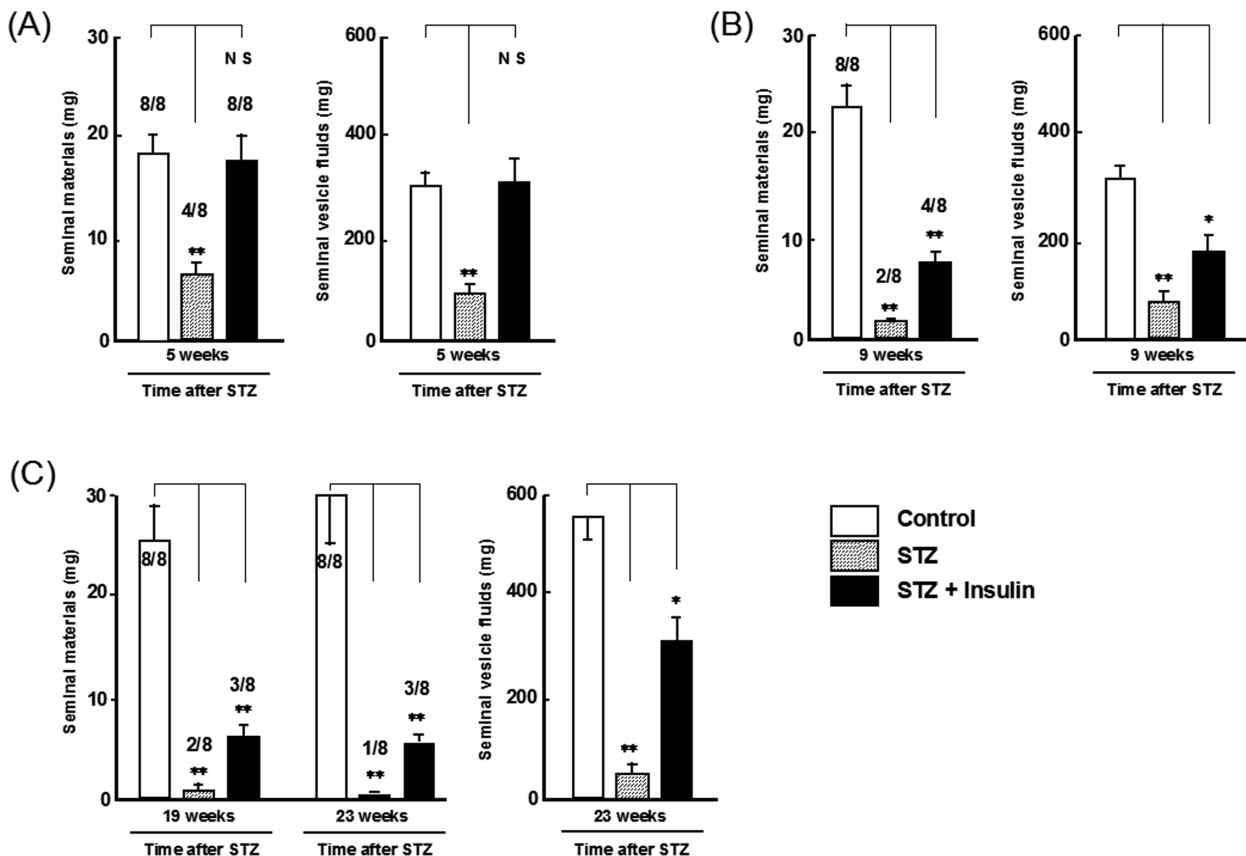 (A)
Seminal materials (mg)
30
20
10
0
8/8
4/8
**
N S
8/8
5 weeks
Time after STZ
Seminal vesicle fluids (mg)
600
400
200
0
**
N S
5 weeks
Time after STZ
(B)
Seminal materials (mg)
30
20
10
0
8/8
2/8
**
4/8
**
9 weeks
Time after STZ
Seminal vesicle fluids (mg)
600
400
200
0
**
*
9 weeks
Time after STZ
(C)
Seminal materials (mg)
30
20
10
0
8/8
2/8
**
3/8
**
19 weeks
Time after STZ
8/8
1/8
**
3/8
**
23 weeks
Time after STZ
Seminal vesicle fluids (mg)
600
400
200
0
**
*
23 weeks
Time after STZ
Control
STZ
STZ + Insulin